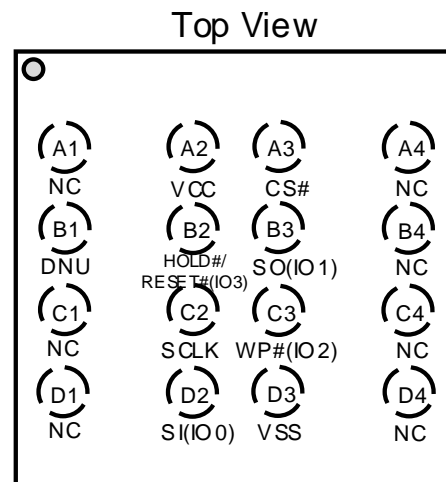 Top View
A1 A2 A3 A4
NC VCC CS# NC
B1 B2 B3 B4
DNU HOLD#/ SO(IO1) NC
RESET#(IO3)
C1 C2 C3 C4
NC SCLK WP#(IO2) NC
D1 D2 D3 D4
NC SI(IO0) VSS NC